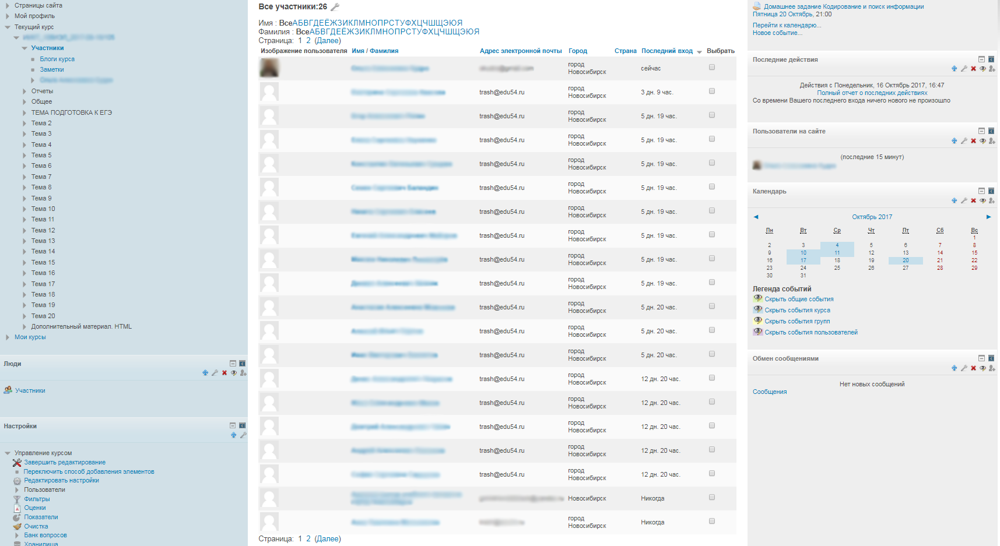 Страницы сайта
Мой профиль
Текущий курс
Участники
Блоги курса
Заметки
Отчеты
Общее
ТЕМА ПОДГОТОВКА К ЕГЭ
Тема 2
Тема 3
Тема 4
Тема 5
Тема 6
Тема 7
Тема 8
Тема 9
Тема 10
Тема 11
Тема 12
Тема 13
Тема 14
Тема 15
Тема 16
Тема 17
Тема 18
Тема 19
Тема 20
Дополнительный материал. HTML
Мои курсы
Люди
Участники
Настройки
Управление курсом
Завершить редактирование
Переключить способ добавления элементов
Редактировать настройки
Пользователи
Фильтры
Оценки
Показатели
Очистка
Банк вопросов
Хранилища
Все участники:26
Имя : ВсеАБВГДЕЁЖЗИКЛМНОПРСТУФХЦЧШЩЭЮЯ
Фамилия : ВсеАБВГДЕЁЖЗИКЛМНОПРСТУФХЦЧШЩЭЮЯ
Страница: 1 2 (Далее)
Изображение пользователя Имя / Фамилия Адрес электронной почты Город Страна Последний вход Выбрать
город
Новосибирск
сейчас
trash@edu54.ru
город
Новосибирск
3 дн. 9 час.
trash@edu54.ru
город
Новосибирск
5 дн. 19 час.
trash@edu54.ru
город
Новосибирск
5 дн. 19 час.
trash@edu54.ru
город
Новосибирск
5 дн. 19 час.
trash@edu54.ru
город
Новосибирск
5 дн. 19 час.
trash@edu54.ru
город
Новосибирск
5 дн. 19 час.
trash@edu54.ru
город
Новосибирск
5 дн. 19 час.
trash@edu54.ru
город
Новосибирск
5 дн. 19 час.
trash@edu54.ru
город
Новосибирск
5 дн. 19 час.
trash@edu54.ru
город
Новосибирск
5 дн. 20 час.
trash@edu54.ru
город
Новосибирск
5 дн. 20 час.
trash@edu54.ru
город
Новосибирск
5 дн. 20 час.
trash@edu54.ru
город
Новосибирск
12 дн. 20 час.
trash@edu54.ru
город
Новосибирск
12 дн. 20 час.
trash@edu54.ru
город
Новосибирск
12 дн. 20 час.
trash@edu54.ru
город
Новосибирск
12 дн. 20 час.
trash@edu54.ru
город
Новосибирск
12 дн. 20 час.
Новосибирск
Никогда
город
Новосибирск
Никогда
Страница: 1 2 (Далее)
Домашнее задание Кодирование и поиск информации
Пятница 20 Октябрь, 21:00
Перейти к календарю...
Новое событие...
Последние действия
Действия с Понедельник, 16 Октябрь 2017, 16:47
Полный отчет о последних действиях
Со времени Вашего последнего входа ничего нового не произошло
Пользователи на сайте
(последние 15 минут)
Календарь
◄ Октябрь 2017 ►
Пн Вт Ср Чт Пт Сб Вс
1
2 3 4 5 6 7 8
9 10 11 12 13 14 15
16 17 18 19 20 21 22
23 24 25 26 27 28 29
30 31
Легенда событий
Скрыть общие события
Скрыть события курса
Скрыть события групп
Скрыть события пользователей
Обмен сообщениями
Нет новых сообщений
Сообщения